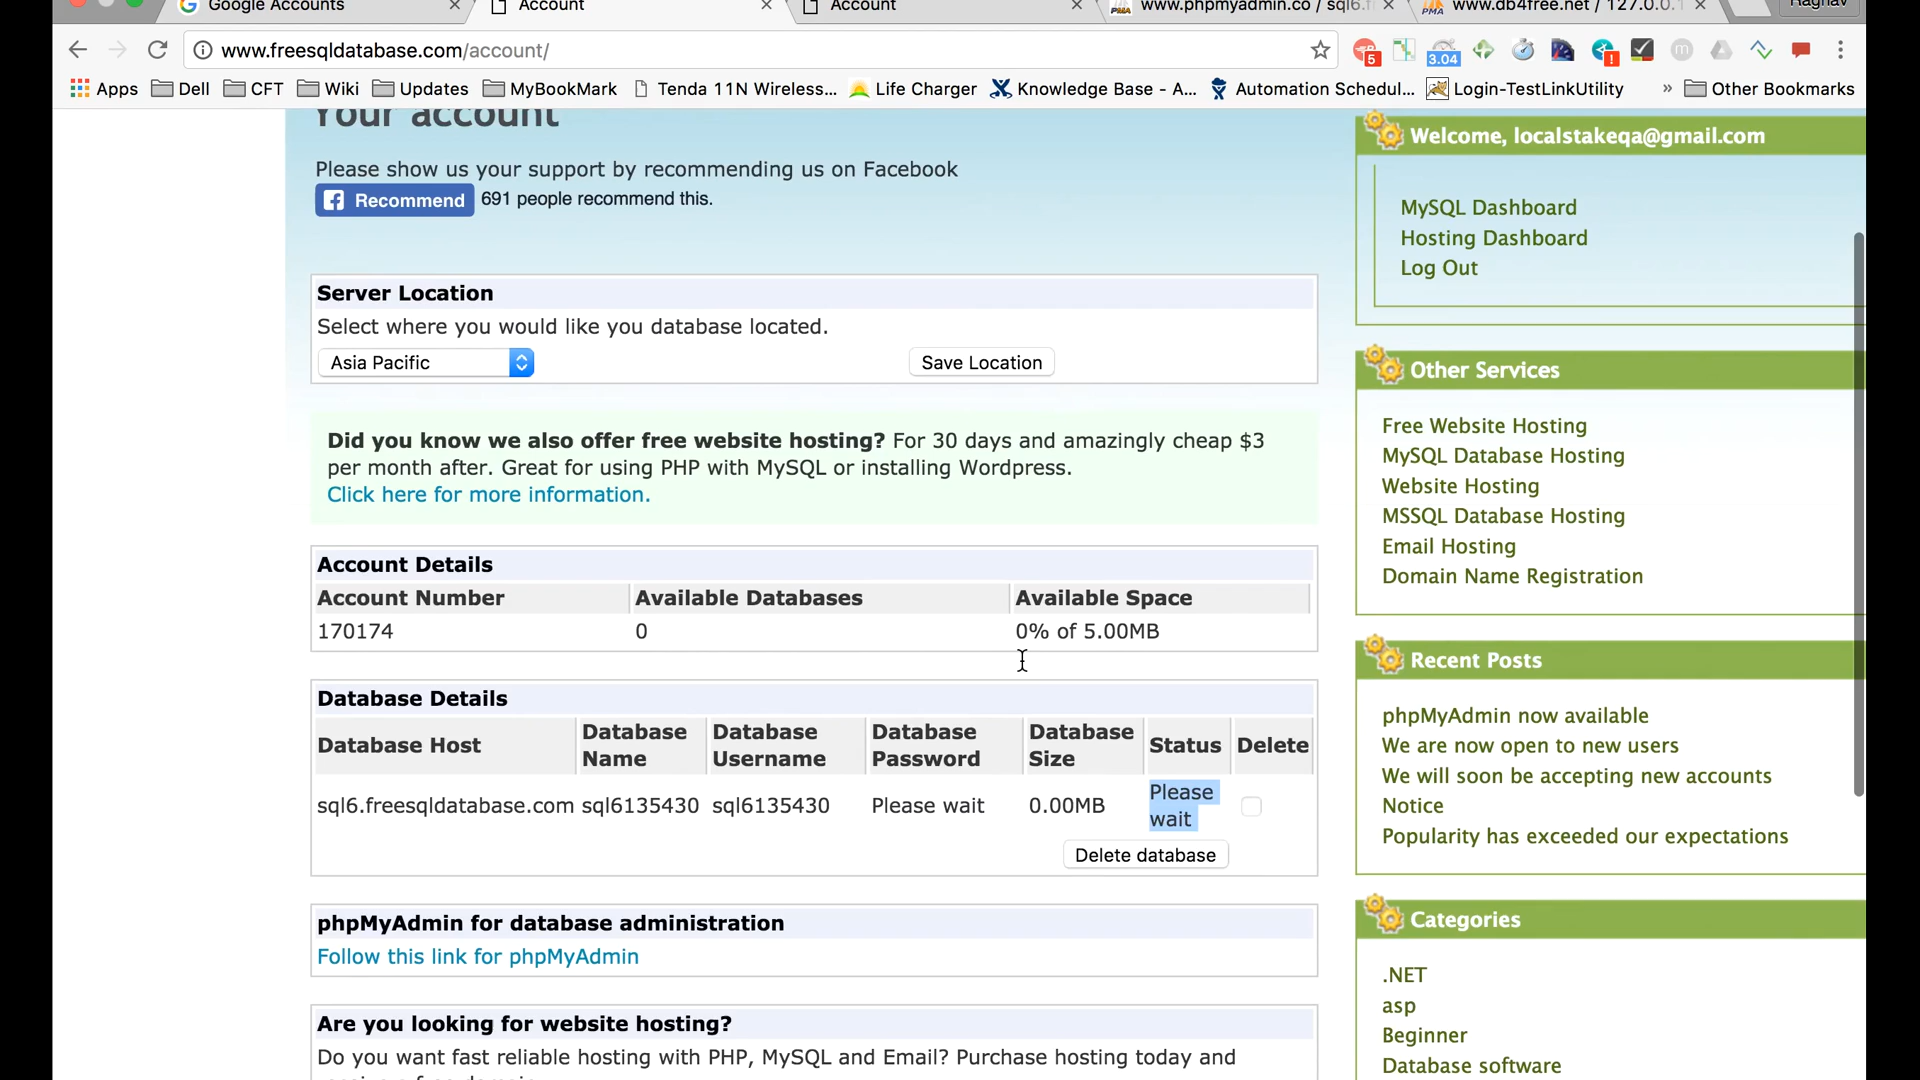 Google Accounts
Account
Account
www.phpmyadmin.co / sql6.f
www.db4free.net / 127.0.0.1
Raghav
www.freesqldatabase.com/account/
5
3.04
!
m
Apps Dell CFT Wiki Updates MyBookMark Tenda 11N Wireless... Life Charger Knowledge Base - A... Automation Schedul... Login-TestLinkUtility » Other Bookmarks
Your account
Please show us your support by recommending us on Facebook
Recommend 691 people recommend this.
Server Location
Select where you would like you database located.
Asia Pacific Save Location
Did you know we also offer free website hosting? For 30 days and amazingly cheap $3
per month after. Great for using PHP with MySQL or installing Wordpress.
Click here for more information.
Account Details
Account Number Available Databases Available Space
170174 0 0% of 5.00MB
Database Details
Database Host Database Name Database Username Database Password Database Size Status Delete
sql6.freesqldatabase.com sql6135430 sql6135430 Please wait 0.00MB Please wait
Delete database
phpMyAdmin for database administration
Follow this link for phpMyAdmin
Are you looking for website hosting?
Do you want fast reliable hosting with PHP, MySQL and Email? Purchase hosting today and
Welcome, localstakeqa@gmail.com
MySQL Dashboard
Hosting Dashboard
Log Out
Other Services
Free Website Hosting
MySQL Database Hosting
Website Hosting
MSSQL Database Hosting
Email Hosting
Domain Name Registration
Recent Posts
phpMyAdmin now available
We are now open to new users
We will soon be accepting new accounts
Notice
Popularity has exceeded our expectations
Categories
.NET
asp
Beginner
Database software